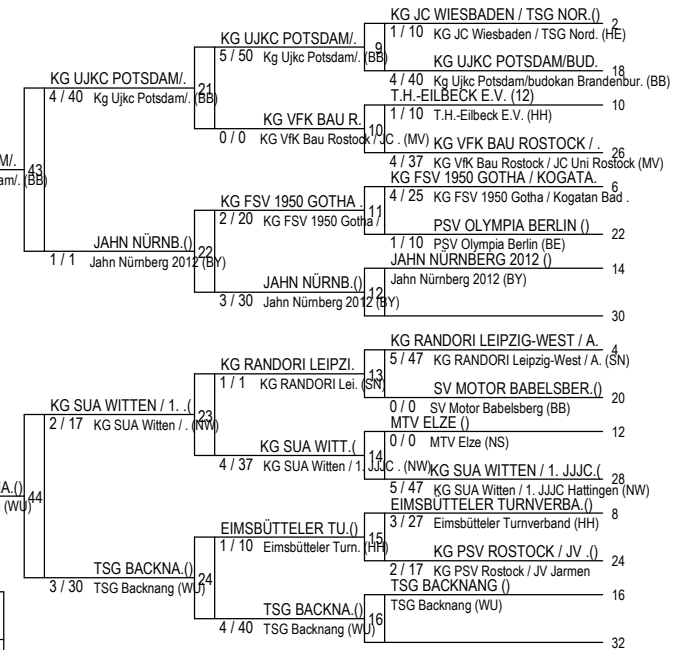 KG JC WIESBADEN / TSG NOR.() 2
1 / 10 KG JC Wiesbaden / TSG Nord. (HE)
9
KG UJKC POTSDAM/.
5 / 50 Kg Ujkc Potsdam/. (BB)
KG UJKC POTSDAM/BUD. 18
4 / 40 Kg Ujkc Potsdam/budokan Brandenbur. (BB)
21
KG UJKC POTSDAM/.
4 / 40 Kg Ujkc Potsdam/. (BB)
T.H.-EILBECK E.V. (12) 10
1 / 10 T.H.-Eilbeck E.V. (HH)
10
KG VFK BAU R.
0 / 0 KG VfK Bau Rostock / JC . (MV)
KG VFK BAU ROSTOCK / . 26
4 / 37 KG VfK Bau Rostock / JC Uni Rostock (MV)
M/. 43
am/. (BB)
KG FSV 1950 GOTHA / KOGATA. 6
4 / 25 KG FSV 1950 Gotha / Kogatan Bad .
11
KG FSV 1950 GOTHA .
2 / 20 KG FSV 1950 Gotha / .
PSV OLYMPIA BERLIN () 22
1 / 10 PSV Olympia Berlin (BE)
22
JAHN NÜRNB.()
1 / 1 Jahn Nürnberg 2012 (BY)
JAHN NÜRNBERG 2012 () 14
Jahn Nürnberg 2012 (BY)
12
JAHN NÜRNB.()
3 / 30 Jahn Nürnberg 2012 (BY)
30
KG RANDORI LEIPZIG-WEST / A. 4
5 / 47 KG RANDORI Leipzig-West / A. (SN)
13
KG RANDORI LEIPZI.
1 / 1 KG RANDORI Lei. (SN)
SV MOTOR BABELSBER.() 20
0 / 0 SV Motor Babelsberg (BB)
23
KG SUA WITTEN / 1. .(
2 / 17 KG SUA Witten / . (NW)
MTV ELZE () 12
0 / 0 MTV Elze (NS)
14
KG SUA WITT.(
4 / 37 KG SUA Witten / 1. JJJC . (NW)
KG SUA WITTEN / 1. JJJC.( 28
5 / 47 KG SUA Witten / 1. JJJC Hattingen (NW)
A.() 44
(WU)
EIMSBÜTTELER TURNVERBA.() 8
3 / 27 Eimsbütteler Turnverband (HH)
15
EIMSBÜTTELER TU.()
1 / 10 Eimsbütteler Turn. (HH)
KG PSV ROSTOCK / JV .() 24
2 / 17 KG PSV Rostock / JV Jarmen
24
TSG BACKNA.()
3 / 30 TSG Backnang (WU)
TSG BACKNANG () 16
TSG Backnang (WU)
16
TSG BACKNA.()
4 / 40 TSG Backnang (WU)
32